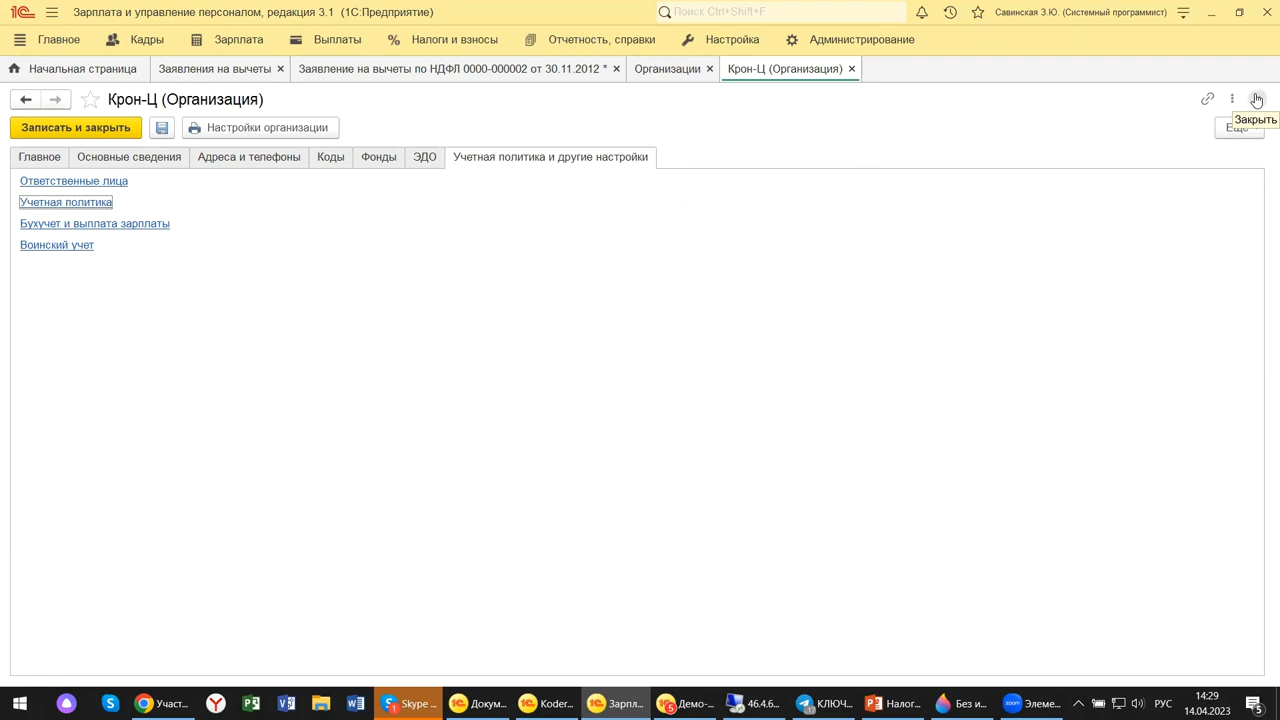 Зарплата и управление персоналом, редакция 3.1 (1С:Предприятие)
Поиск Ctrl+Shift+F
Савинская З.Ю. (Системный программист)
Главное
Кадры
Зарплата
Выплаты
Налоги и взносы
Отчетность, справки
Настройка
Администрирование
Начальная страница
Заявления на вычеты
Заявление на вычеты по НДФЛ 0000-000002 от 30.11.2012 *
Организации
Крон-Ц (Организация)
Крон-Ц (Организация)
Закрыть
Записать и закрыть
Настройки организации
Еще
Главное
Основные сведения
Адреса и телефоны
Коды
Фонды
ЭДО
Учетная политика и другие настройки
Ответственные лица
Учетная политика
Бухучет и выплата зарплаты
Воинский учет
Участ...
Skype ...
Докум...
Koder...
Зарпл...
Демо-...
46.4.6...
КЛЮЧ...
Налог...
Без и...
Элеме...
РУС
14:29
14.04.2023